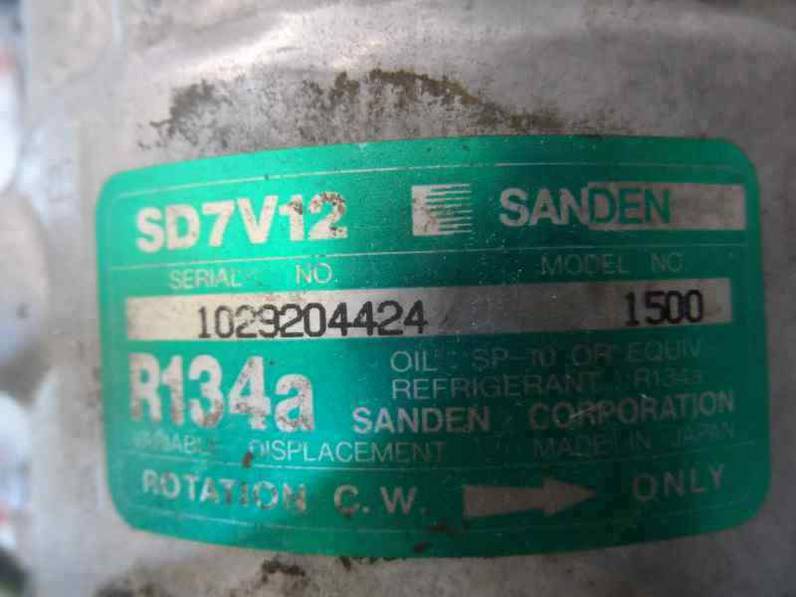 SD7V12 SANDEN
SERIAL NO. MODEL NO
1029204424 1500
R134a
OIL : SP-10 OR EQUIV
REFRIGERANT : R134a
SANDEN CORPORATION
VARIABLE DISPLACEMENT MADE IN JAPAN
ROTATION C.W. ONLY